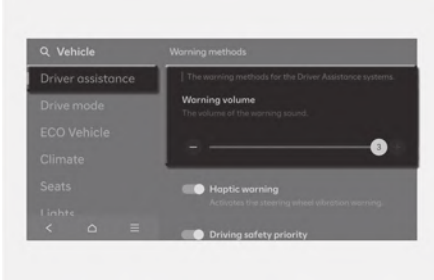 Vehicle
Warning methods
Driver assistance
The warning methods for the Driver Assistance systems.
Warning volume
The volume of the warning sound.
Drive mode
ECO Vehicle
3
Climate
Seats
Haptic warning
Activates the steering wheel vibration warning.
Lights
Driving safety priority